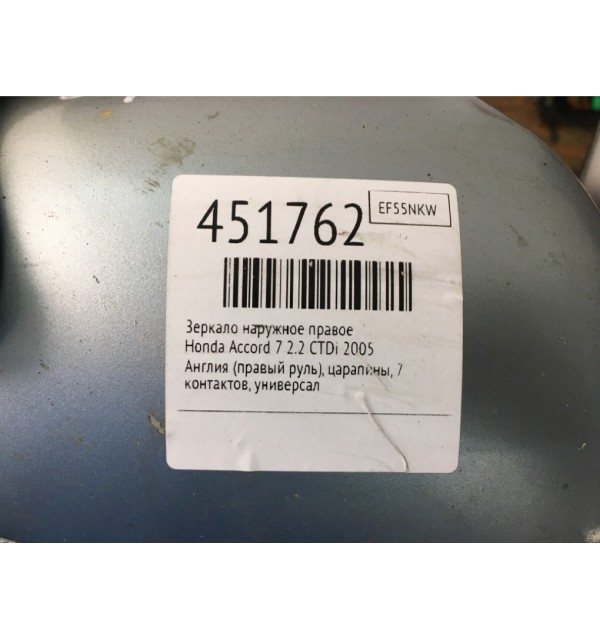 451762
EF55NKW
Зеркало наружное правое
Honda Accord 7 2.2 CTDi 2005
Англия (правый руль), царапины, 7
контактов, универсал